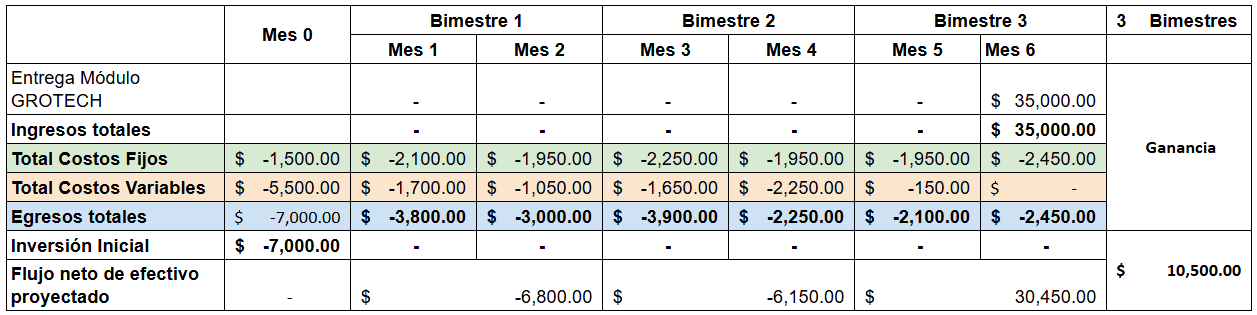 Mes 0 Bimestre 1 Bimestre 2 Bimestre 3 3 Bimestres
Mes 1 Mes 2 Mes 3 Mes 4 Mes 5 Mes 6
Entrega Módulo
GROTECH - - - - - $ 35,000.00
Ingresos totales - - - - - $ 35,000.00
Total Costos Fijos $ -1,500.00 $ -2,100.00 $ -1,950.00 $ -2,250.00 $ -1,950.00 $ -1,950.00 $ -2,450.00
Ganancia
Total Costos Variables $ -5,500.00 $ -1,700.00 $ -1,050.00 $ -1,650.00 $ -2,250.00 $ -150.00 $ -
Egresos totales $ -7,000.00 $ -3,800.00 $ -3,000.00 $ -3,900.00 $ -2,250.00 $ -2,100.00 $ -2,450.00
Inversión Inicial $ -7,000.00 - - - - - -
Flujo neto de efectivo
proyectado - $ -6,800.00 $ -6,150.00 $ 30,450.00
$ 10,500.00